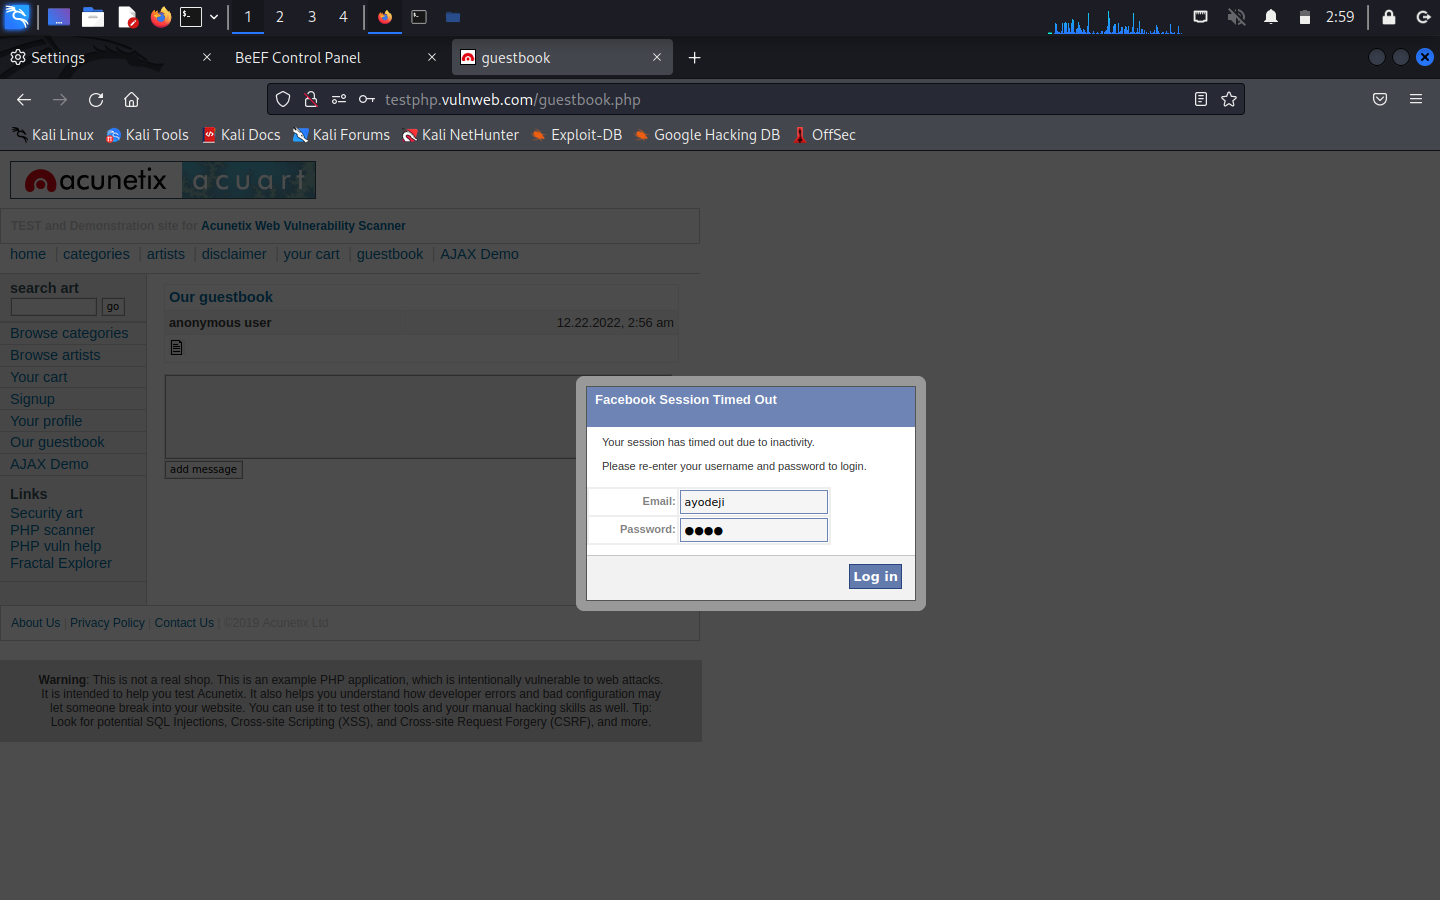 1 2 3 4 2:59
Settings BeEF Control Panel guestbook
testphp.vulnweb.com/guestbook.php
Kali Linux Kali Tools Kali Docs Kali Forums Kali NetHunter Exploit-DB Google Hacking DB OffSec
acunetix acuart
TEST and Demonstration site for Acunetix Web Vulnerability Scanner
home | categories | artists | disclaimer | your cart | guestbook | AJAX Demo
search art
go
Browse categories
Browse artists
Your cart
Signup
Your profile
Our guestbook
AJAX Demo
Links
Security art
PHP scanner
PHP vuln help
Fractal Explorer
Our guestbook
anonymous user 12.22.2022, 2:56 am
add message
Facebook Session Timed Out
Your session has timed out due to inactivity.
Please re-enter your username and password to login.
Email: ayodeji
Password: ●●●●
Log in
About Us | Privacy Policy | Contact Us | ©2019 Acunetix Ltd
Warning: This is not a real shop. This is an example PHP application, which is intentionally vulnerable to web attacks.
It is intended to help you test Acunetix. It also helps you understand how developer errors and bad configuration may
let someone break into your website. You can use it to test other tools and your manual hacking skills as well. Tip:
Look for potential SQL Injections, Cross-site Scripting (XSS), and Cross-site Request Forgery (CSRF), and more.